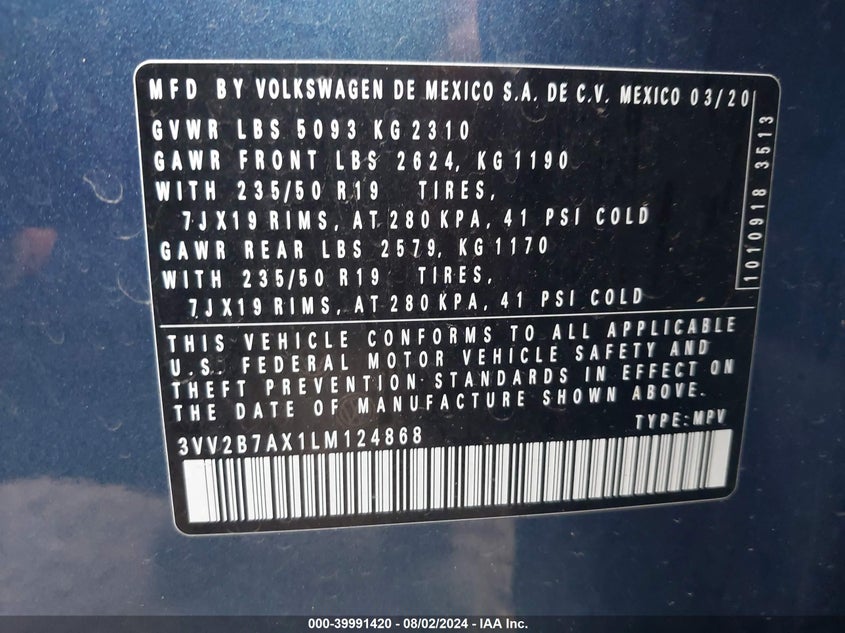 MFD BY VOLKSWAGEN DE MEXICO S.A. DE C.V. MEXICO 03/20
GVWR LBS 5093 KG 2310
GAWR FRONT LBS 2624, KG 1190
WITH 235/50 R19 TIRES,
7JX19 RIMS, AT 280 KPA, 41 PSI COLD
GAWR REAR LBS 2579, KG 1170
WITH 235/50 R19 TIRES,
7JX19 RIMS, AT 280 KPA, 41 PSI COLD
1010918 3513
THIS VEHICLE CONFORMS TO ALL APPLICABLE
U.S. FEDERAL MOTOR VEHICLE SAFETY AND
THEFT PREVENTION STANDARDS IN EFFECT ON
THE DATE OF MANUFACTURE SHOWN ABOVE.
TYPE:MPV
3VV2B7AX1LM124868
000-39991420 - 08/02/2024 - IAA Inc.